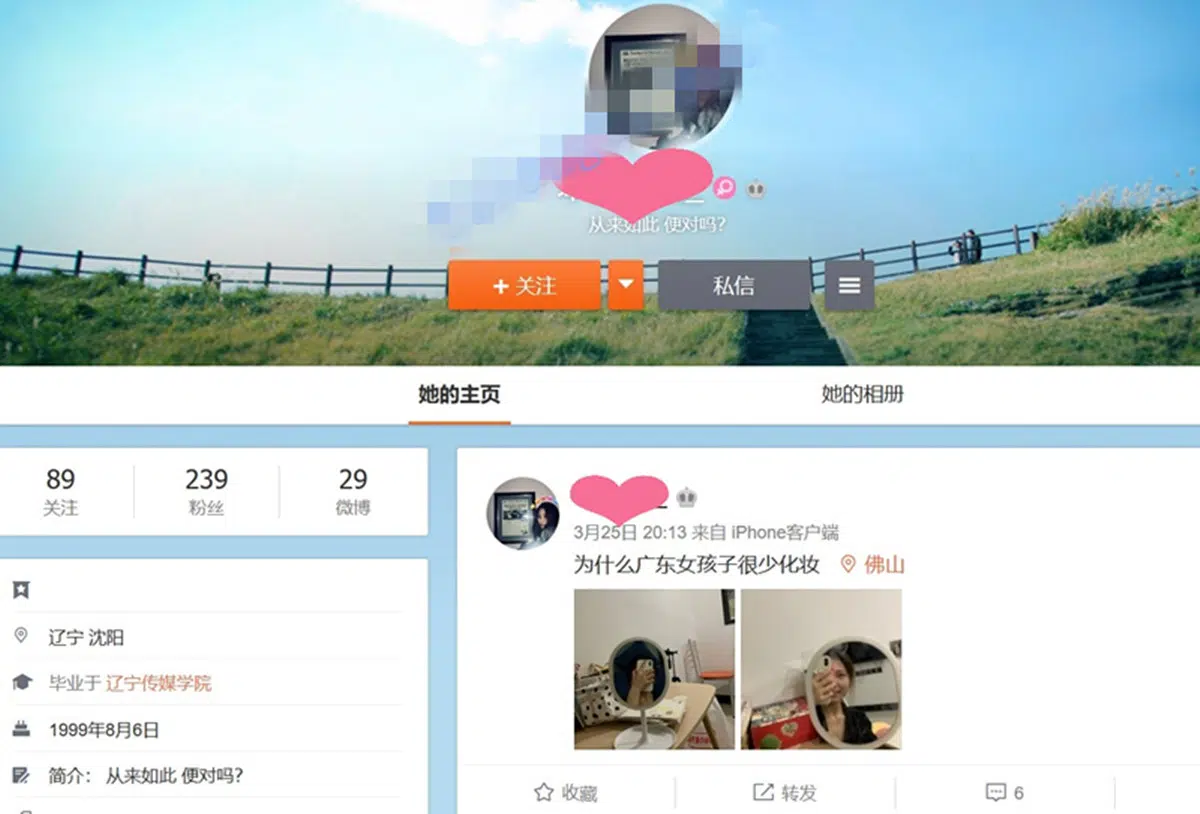 从来如此 便对吗?
+ 关注
私信
她的主页
她的相册
89
关注
239
粉丝
29
微博
辽宁 沈阳
毕业于 辽宁传媒学院
1999年8月6日
简介： 从来如此 便对吗?
3月25日 20:13 来自 iPhone客户端
为什么广东女孩子很少化妆 佛山
收藏
转发
6